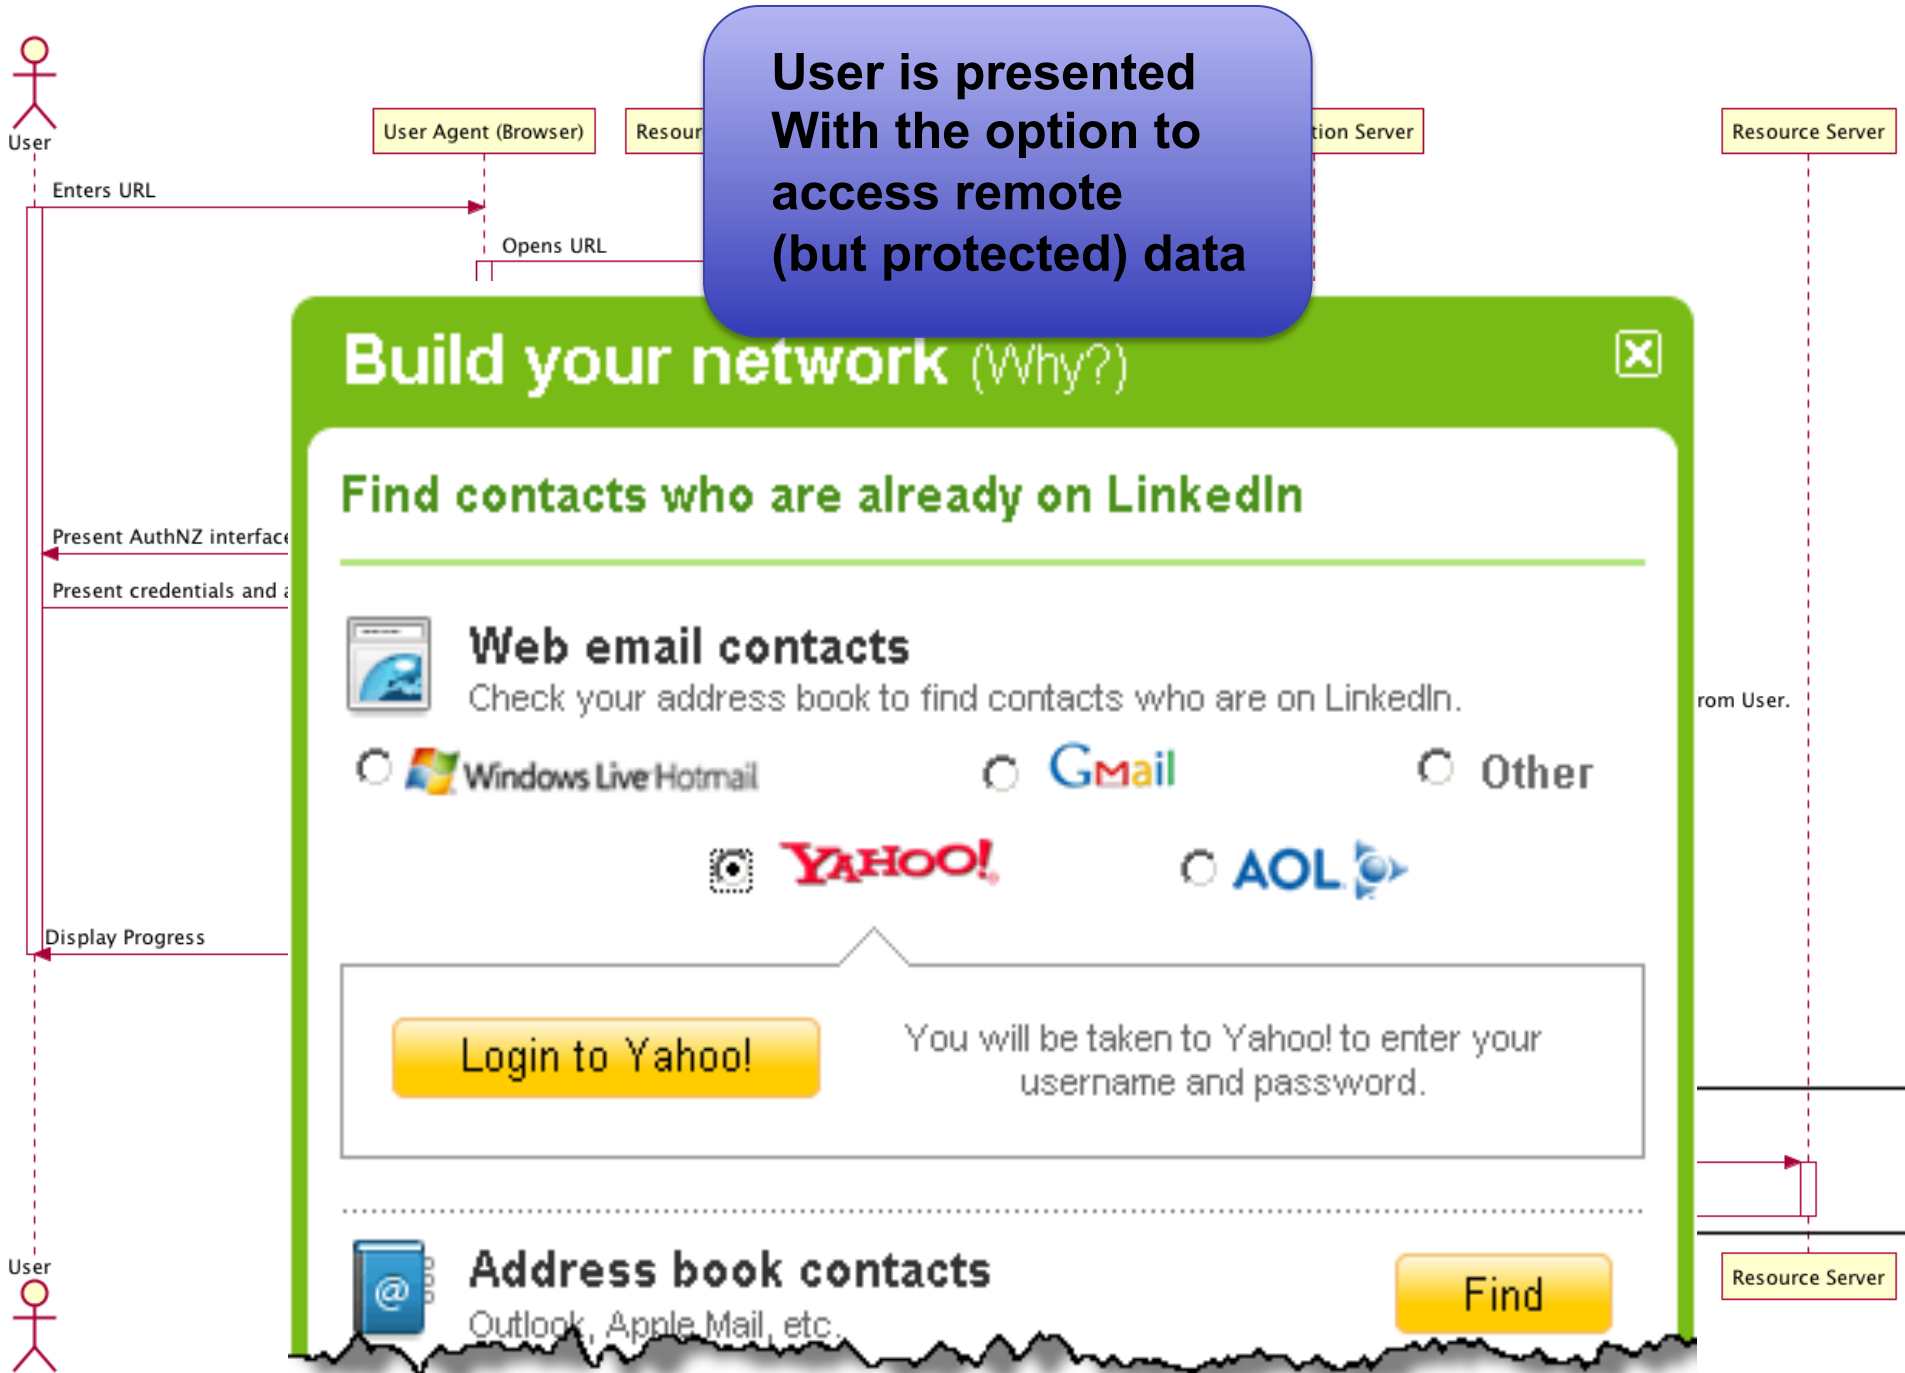 User is presented
With the option to
access remote
(but protected) data
User
User Agent (Browser)
Server
Resource Server
Enters URL
Opens URL
Build your network (Why?)
Find contacts who are already on LinkedIn
Present AuthNZ interface
Present credentials and
Web email contacts
Check your address book to find contacts who are on LinkedIn.
User.
Windows Live Hotmail
Gmail
Other
YAHOO!
AOL
Display Progress
Login to Yahoo!
You will be taken to Yahoo! to enter your
username and password.
Address book contacts
Outlook, Apple Mail, etc.
Find
User
Resource Server